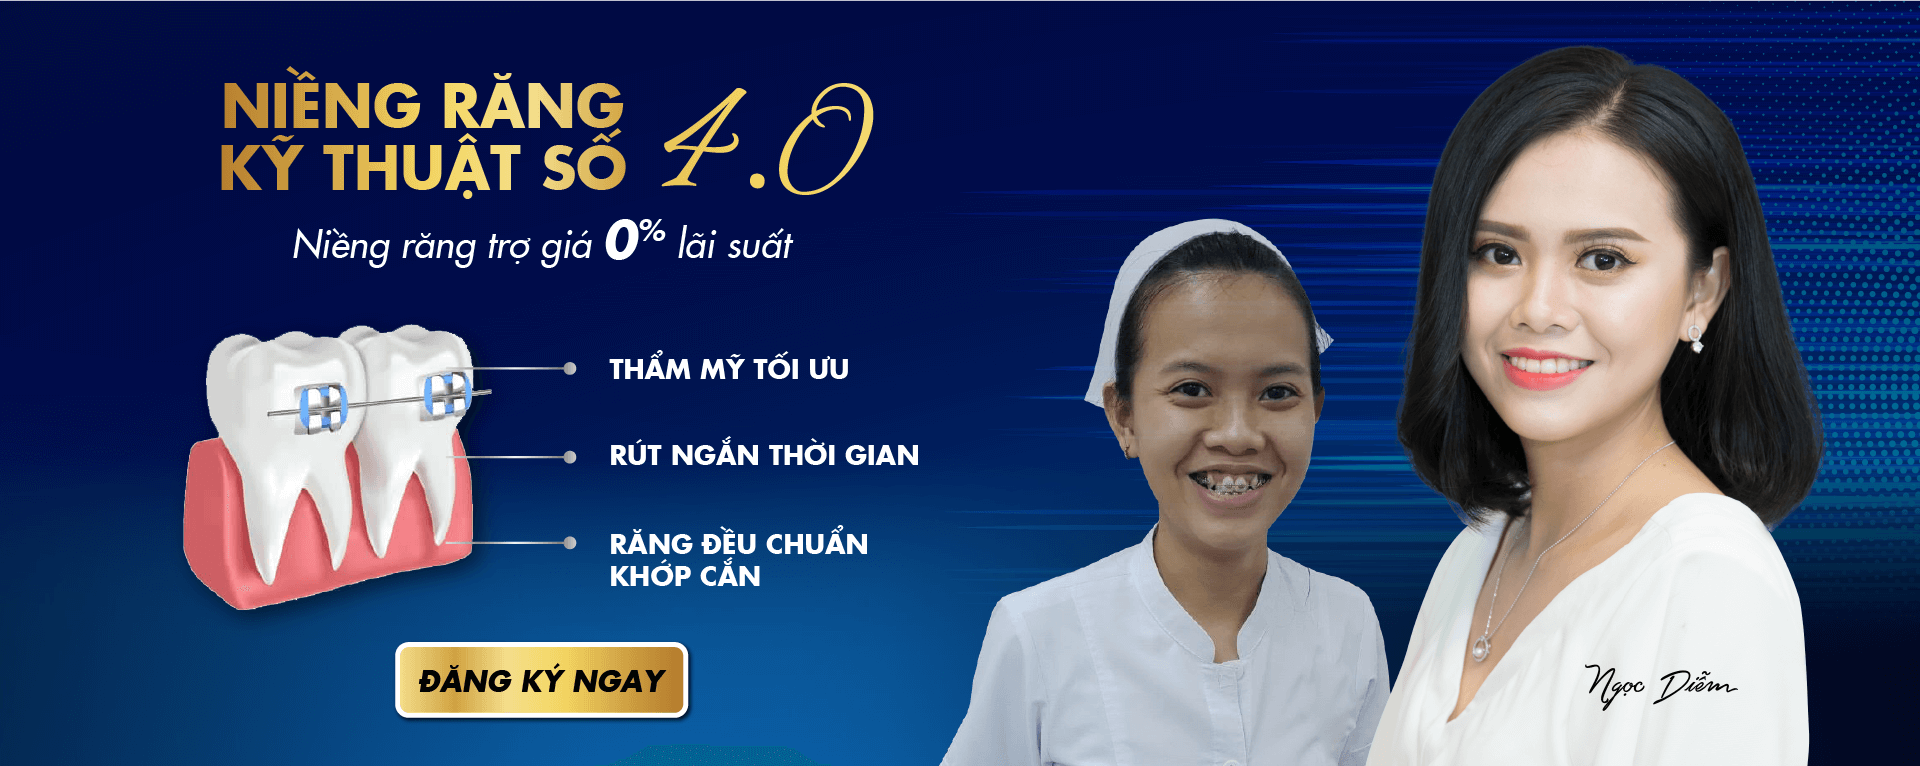 NIỀNG RĂNG
KỸ THUẬT SỐ 4.0
Niềng răng trợ giá 0% lãi suất
THẨM MỸ TỐI ƯU
RÚT NGẮN THỜI GIAN
RĂNG ĐỀU CHUẨN
KHỚP CẮN
ĐĂNG KÝ NGAY
Ngọc Diễm